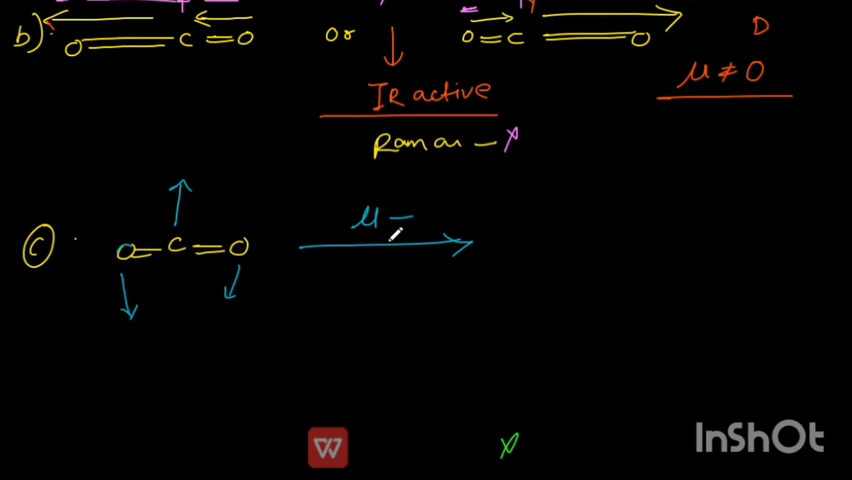 b) O = C = O or O = C = O D
μ ≠ 0
IR active
Raman - x
(C) O = C = O μ -
x
W
InShOt